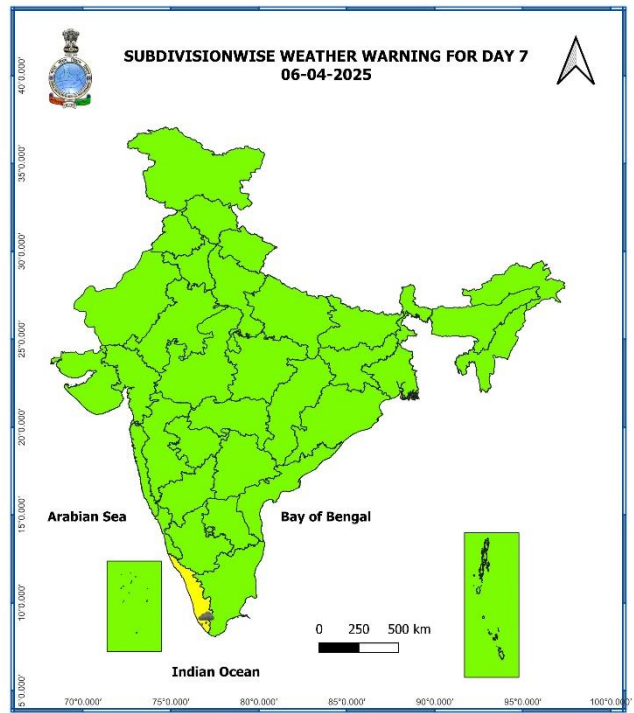 SUBDIVISIONWISE WEATHER WARNING FOR DAY 7
06-04-2025
40°0.000'
35°0.000'
30°0.000'
25°0.000'
20°0.000'
15°0.000'
10°0.000'
5°0.000'
Arabian Sea
Bay of Bengal
0 250 500 km
Indian Ocean
70°0.000' 75°0.000' 80°0.000' 85°0.000' 90°0.000' 95°0.000' 100°0.000'